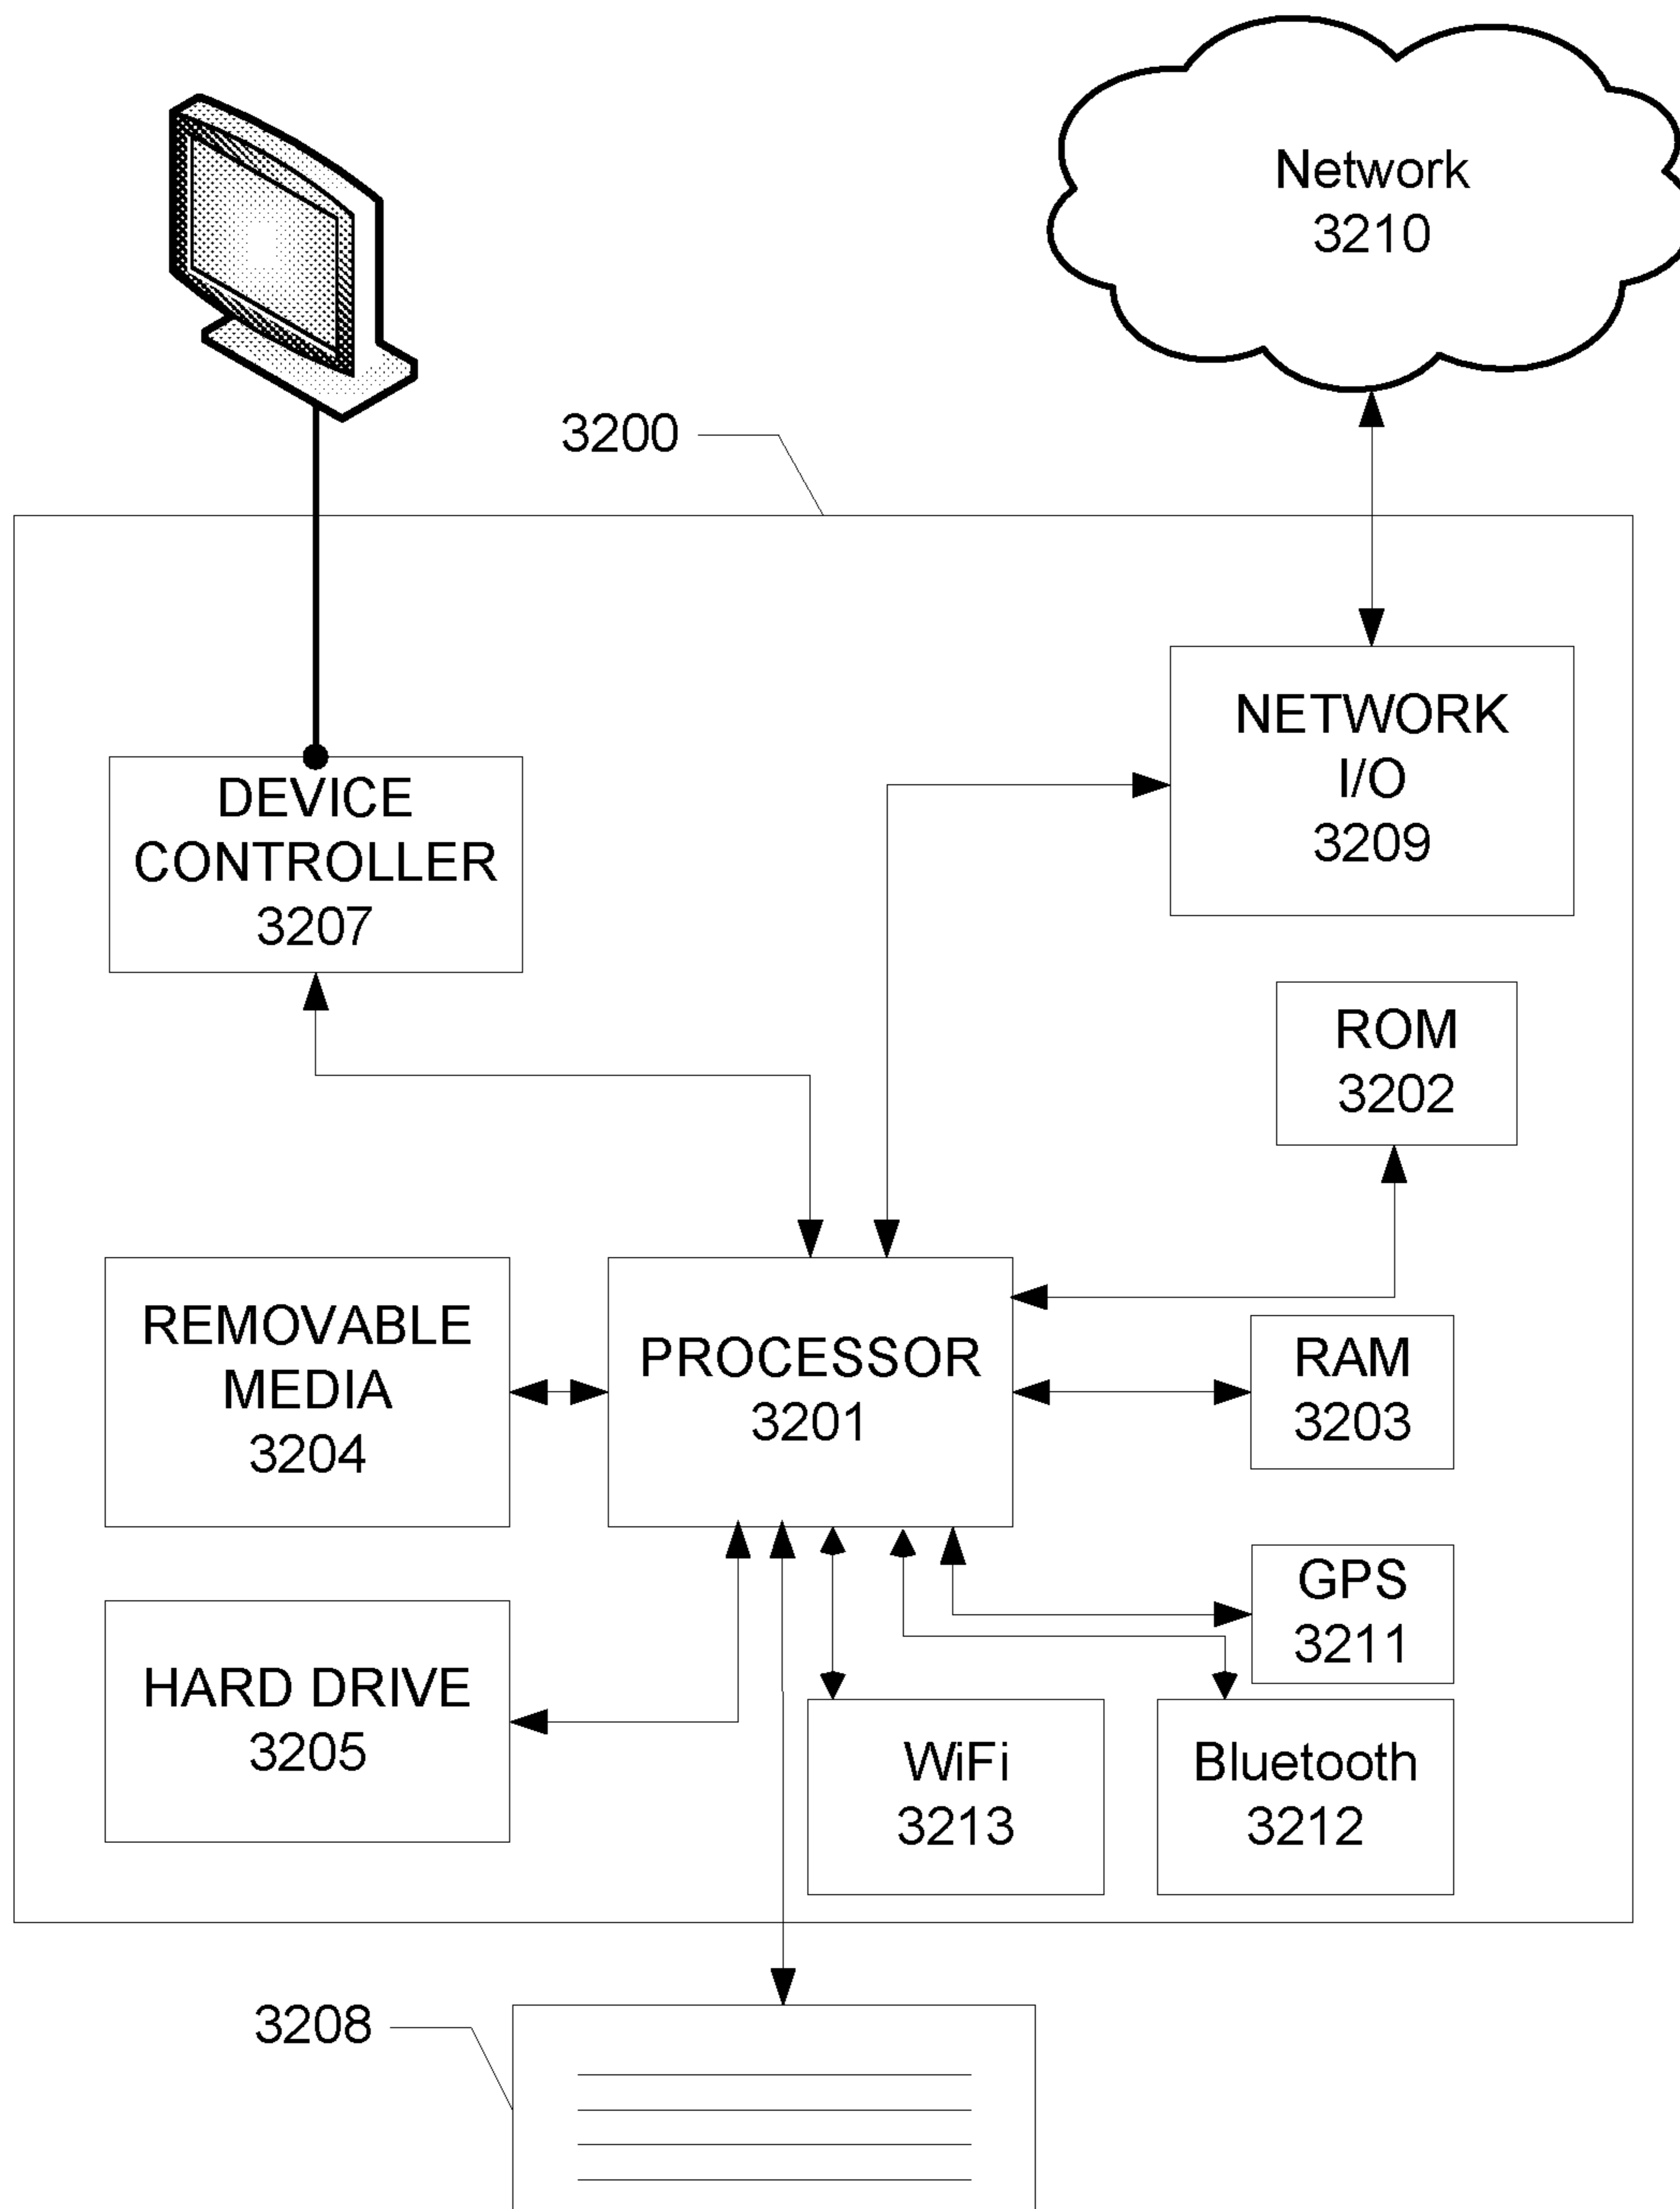 Network
3210
3200
DEVICE
CONTROLLER
3207
NETWORK
I/O
3209
ROM
3202
REMOVABLE
MEDIA
3204
PROCESSOR
3201
RAM
3203
HARD DRIVE
3205
GPS
3211
WiFi
3213
Bluetooth
3212
3208